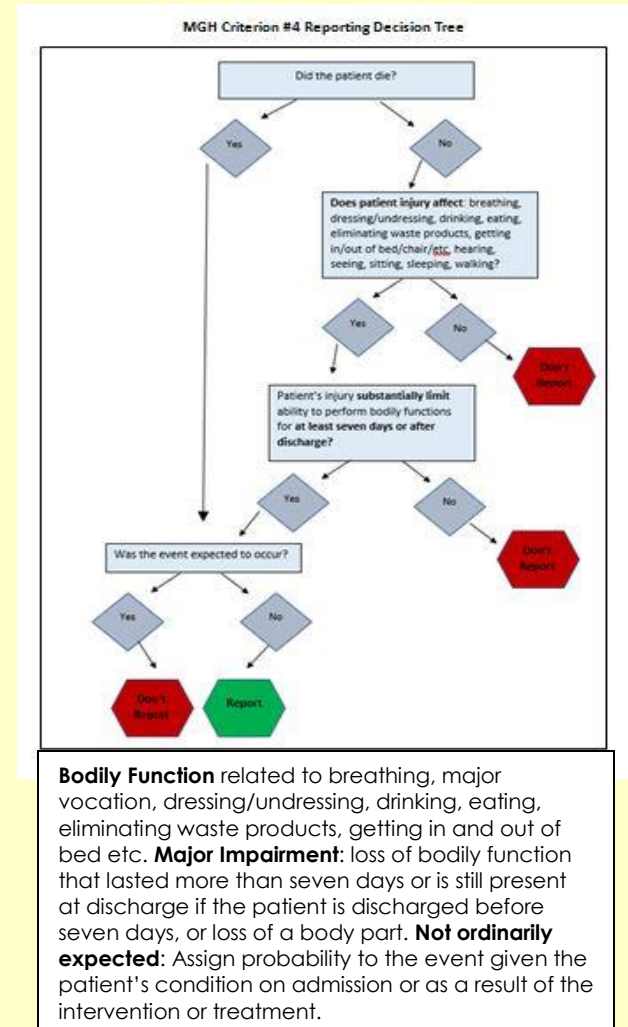 MGH Criterion #4 Reporting Decision Tree
Did the patient die?
Yes
No
Does patient injury affect: breathing,
dressing/undressing, drinking, eating,
eliminating waste products, getting
in/out of bed/chair/etc, hearing,
seeing, sitting, sleeping, walking?
Yes
No
Don't
Report
Patient's injury substantially limit
ability to perform bodily functions
for at least seven days or after
discharge?
Yes
No
Don't
Report
Was the event expected to occur?
Yes
No
Don't
Report
Report
Bodily Function related to breathing, major
vocation, dressing/undressing, drinking, eating,
eliminating waste products, getting in and out of
bed etc. Major Impairment: loss of bodily function
that lasted more than seven days or is still present
at discharge if the patient is discharged before
seven days, or loss of a body part. Not ordinarily
expected: Assign probability to the event given the
patient's condition on admission or as a result of the
intervention or treatment.